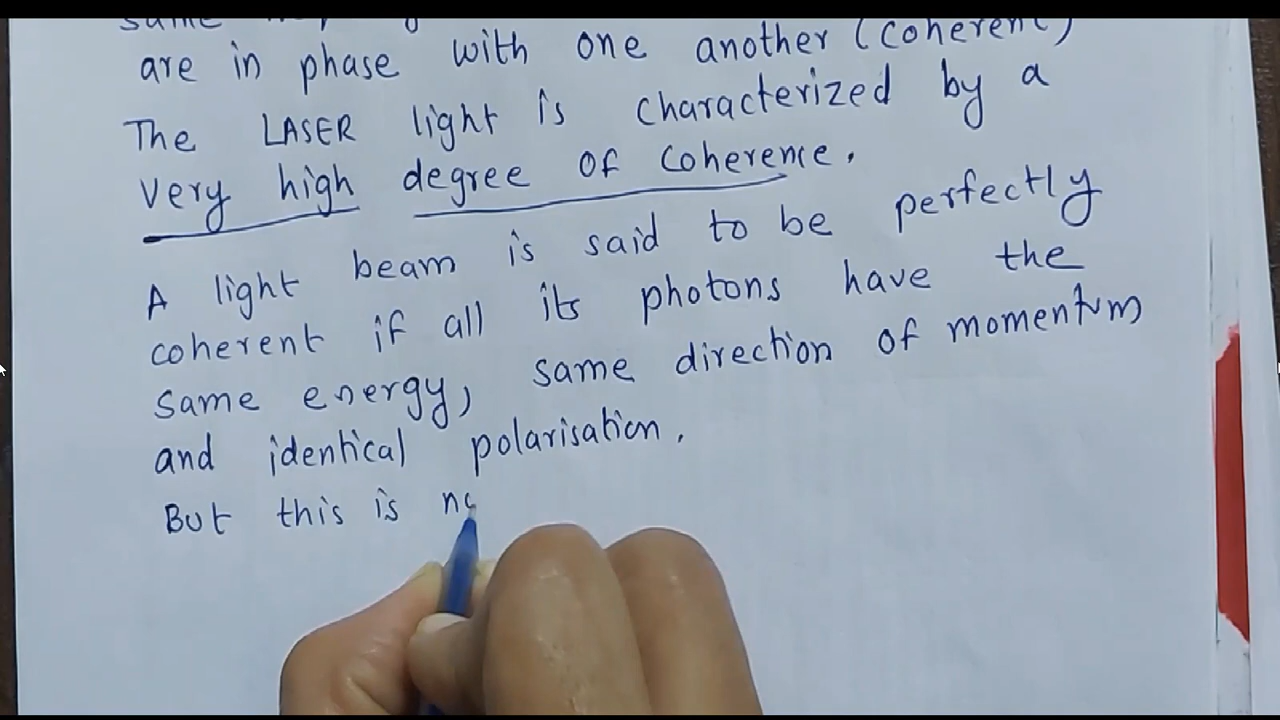 same
are in phase with one another (coherent)
The LASER light is characterized by a
very high degree of coherence.
A light beam is said to be perfectly
coherent if all its photons have the
same energy, same direction of momentum
and identical polarisation.
But this is